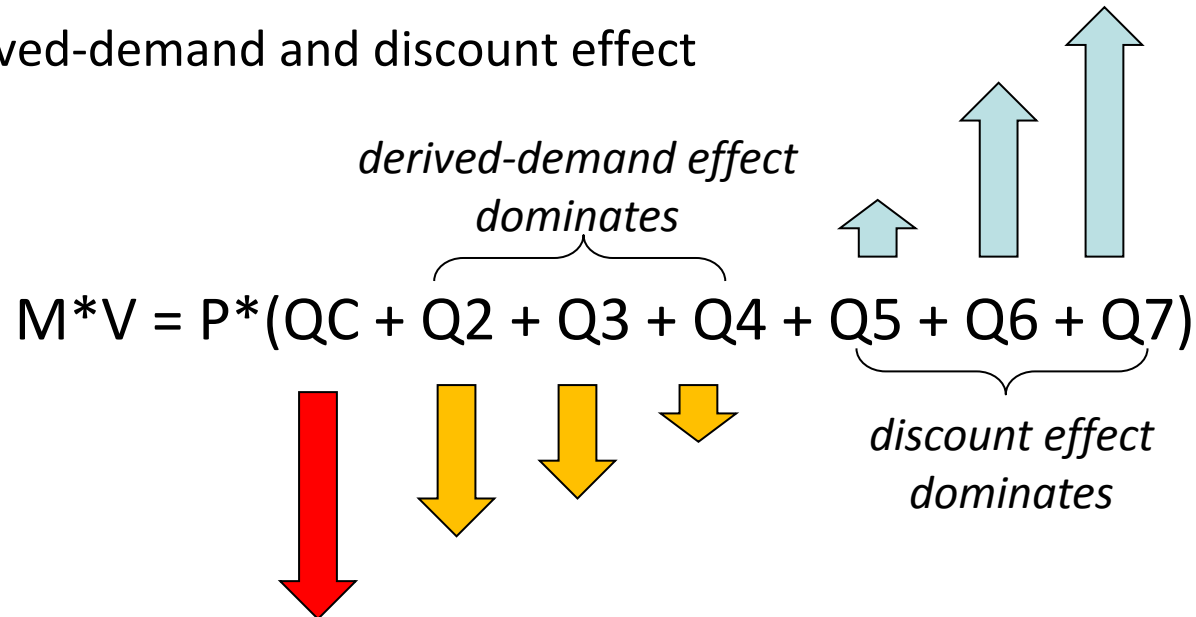 ved-demand and discount effect
derived-demand effect
dominates
M*V = P*(QC + Q2 + Q3 + Q4 + Q5 + Q6 + Q7)
discount effect
dominates